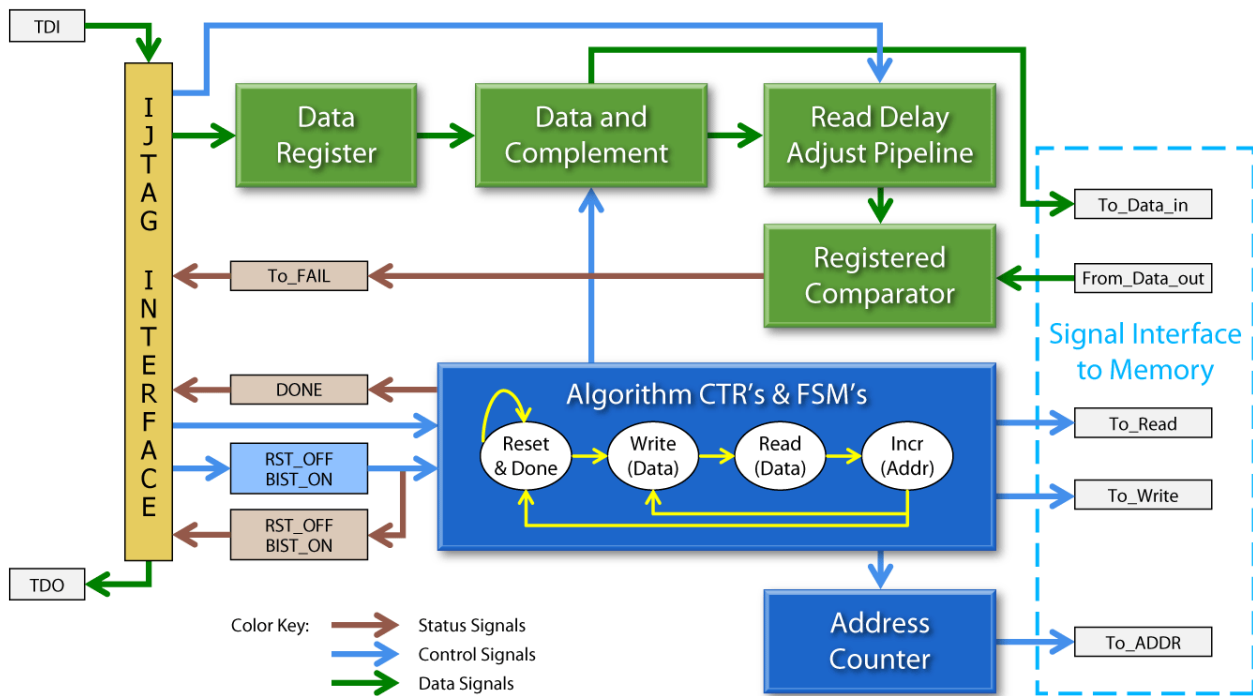 TDI
IJTAG INTERFACE
Data
Register
Data and
Complement
Read Delay
Adjust Pipeline
To_Data_in
To_FAIL
Registered
Comparator
From_Data_out
Signal Interface
to Memory
DONE
Algorithm CTR's & FSM's
To_Read
Reset
& Done
Write
(Data)
Read
(Data)
Incr
(Addr)
RST_OFF
BIST_ON
To_Write
RST_OFF
BIST_ON
TDO
Address
Counter
To_ADDR
Color Key:
Status Signals
Control Signals
Data Signals